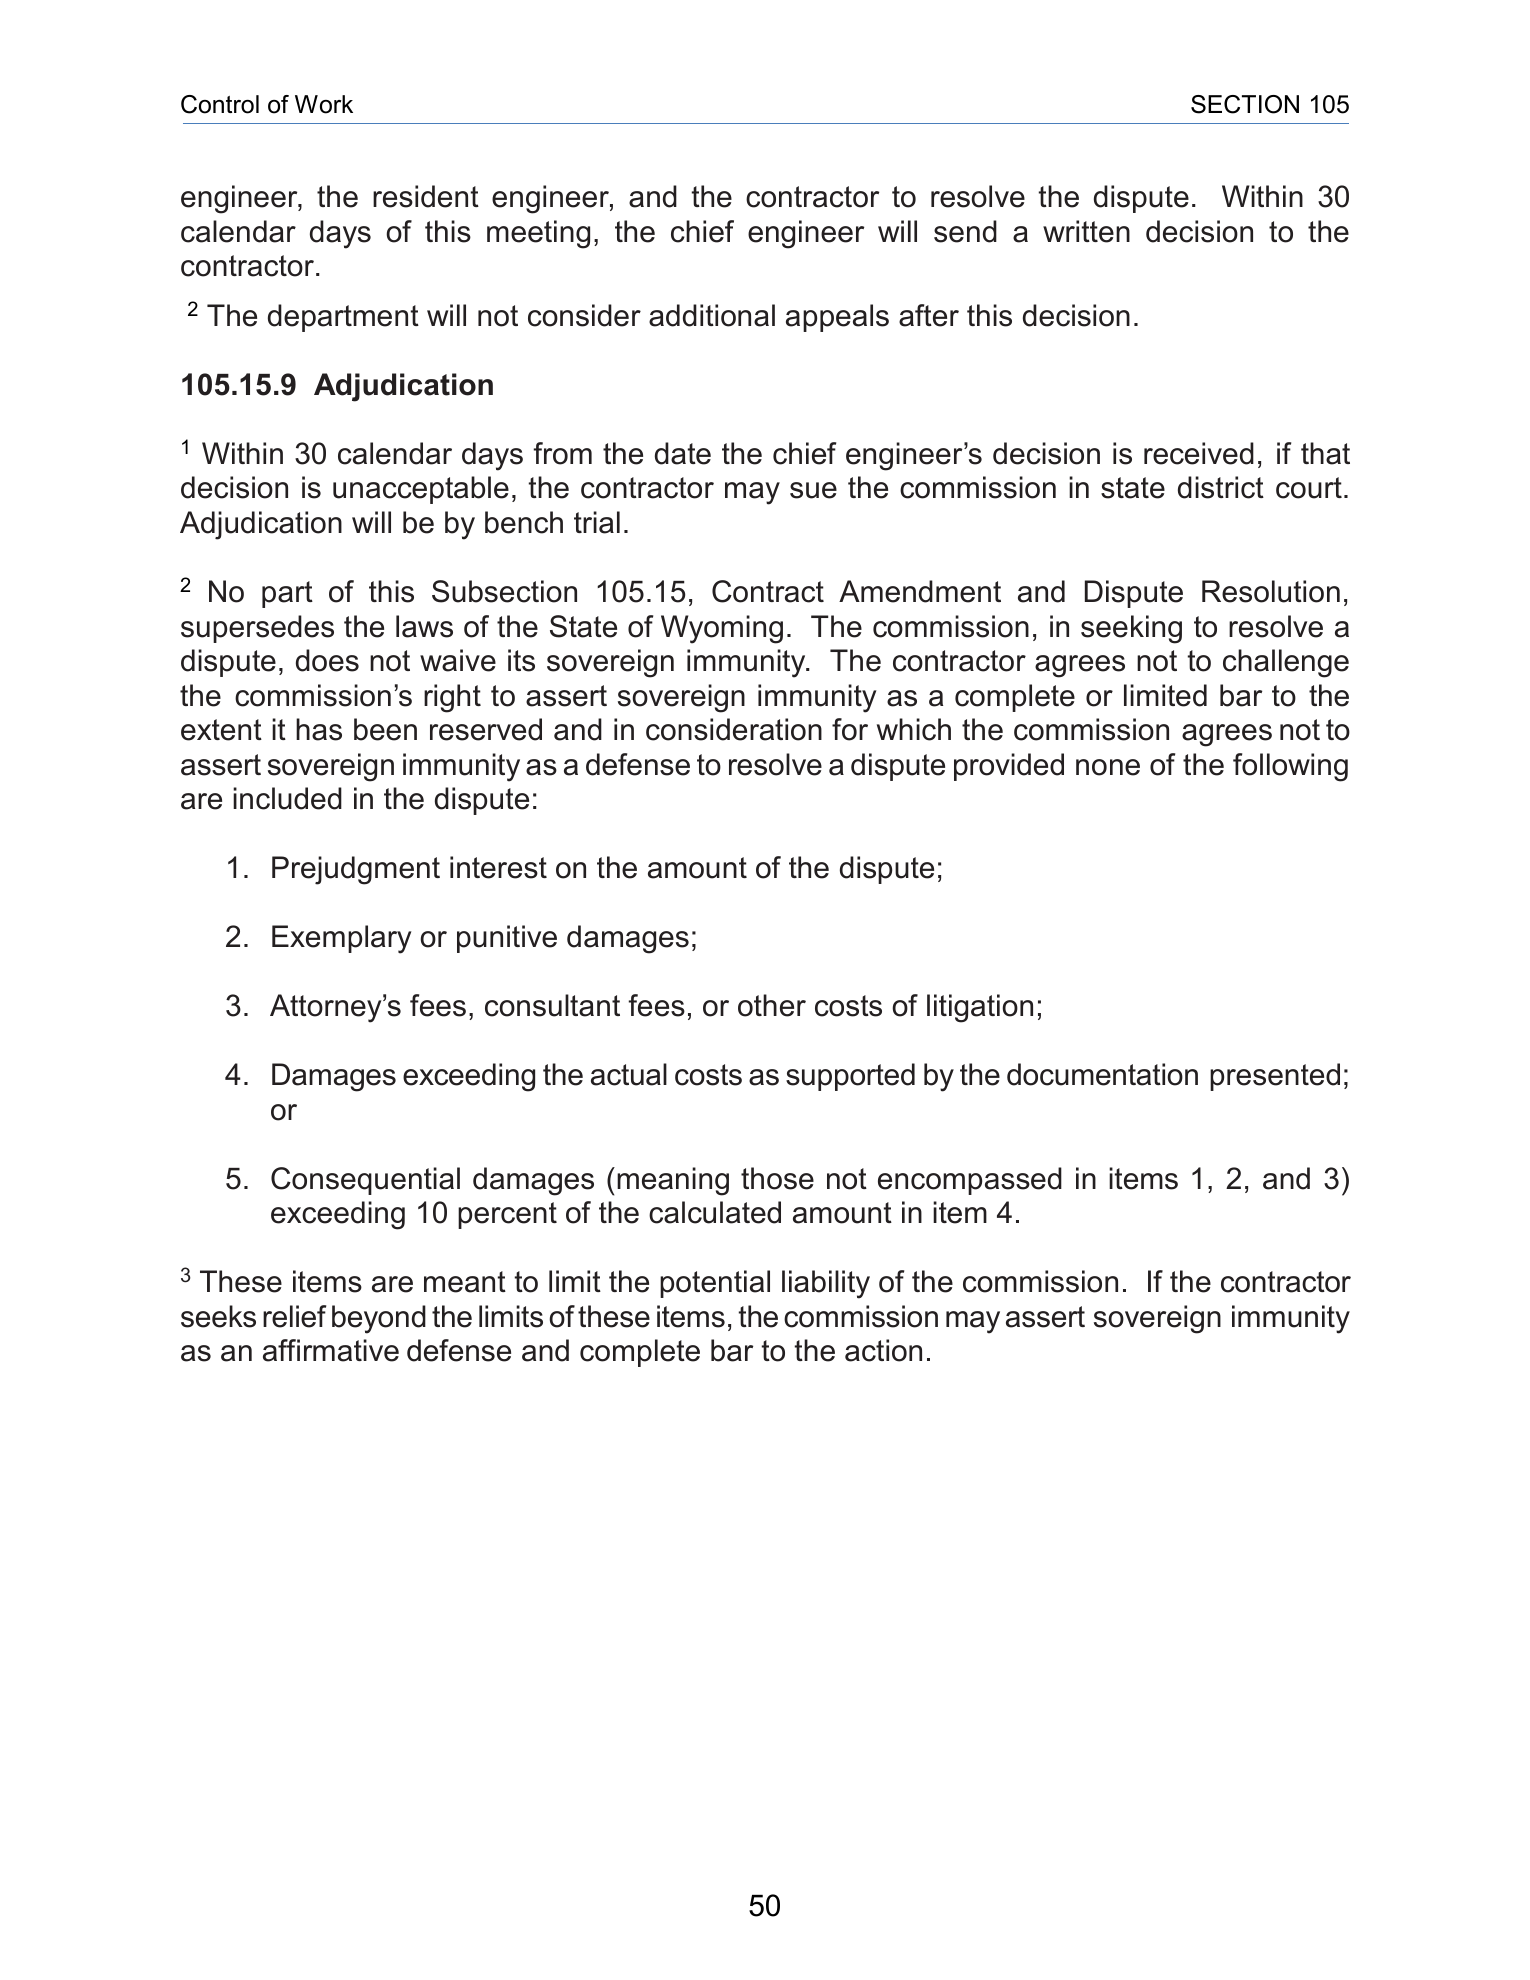 Control of Work SECTION 105
engineer, the resident engineer, and the contractor to resolve the dispute. Within 30
calendar days of this meeting, the chief engineer will send a written decision to the
contractor.
2 The department will not consider additional appeals after this decision.
105.15.9 Adjudication
1 Within 30 calendar days from the date the chief engineer’s decision is received, if that
decision is unacceptable, the contractor may sue the commission in state district court.
Adjudication will be by bench trial.
2 No part of this Subsection 105.15, Contract Amendment and Dispute Resolution,
supersedes the laws of the State of Wyoming. The commission, in seeking to resolve a
dispute, does not waive its sovereign immunity. The contractor agrees not to challenge
the commission’s right to assert sovereign immunity as a complete or limited bar to the
extent it has been reserved and in consideration for which the commission agrees not to
assert sovereign immunity as a defense to resolve a dispute provided none of the following
are included in the dispute:
1. Prejudgment interest on the amount of the dispute;
2. Exemplary or punitive damages;
3. Attorney’s fees, consultant fees, or other costs of litigation;
4. Damages exceeding the actual costs as supported by the documentation presented;
or
5. Consequential damages (meaning those not encompassed in items 1, 2, and 3)
exceeding 10 percent of the calculated amount in item 4.
3 These items are meant to limit the potential liability of the commission. If the contractor
seeks relief beyond the limits of these items, the commission may assert sovereign immunity
as an affirmative defense and complete bar to the action.
50